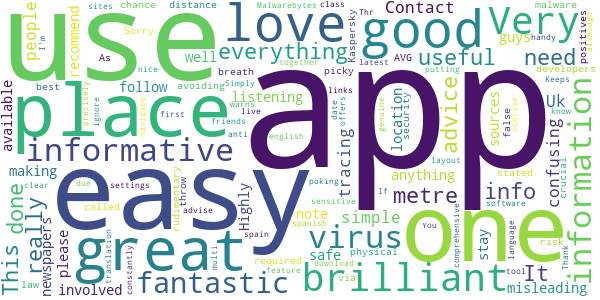 sites chance distance Malwarebytes class
use love good Very malware
people recommend As Sorry Thr Kaspersky positives
Contact I'm
nice well everything useful need guys handy although
latest AVG developers
best follow breath picky together putting Keeps
available place avoiding Simply listening advice sources Uk
ignore first warns links location security
precisely navigate friends live offers date genuine false know
informative app tracing information
anti english
making clear due settings poking anything layout crucial
easy metre info confusing
This done really called throw advise rudimentary Highly sensitive If stated software
note simple
newspapers please great virus one comprehensive
spain spanish You language
translation required stay risk
law constantly feature safe physical It Thank
involved multi fantastic download via brilliant too misleading